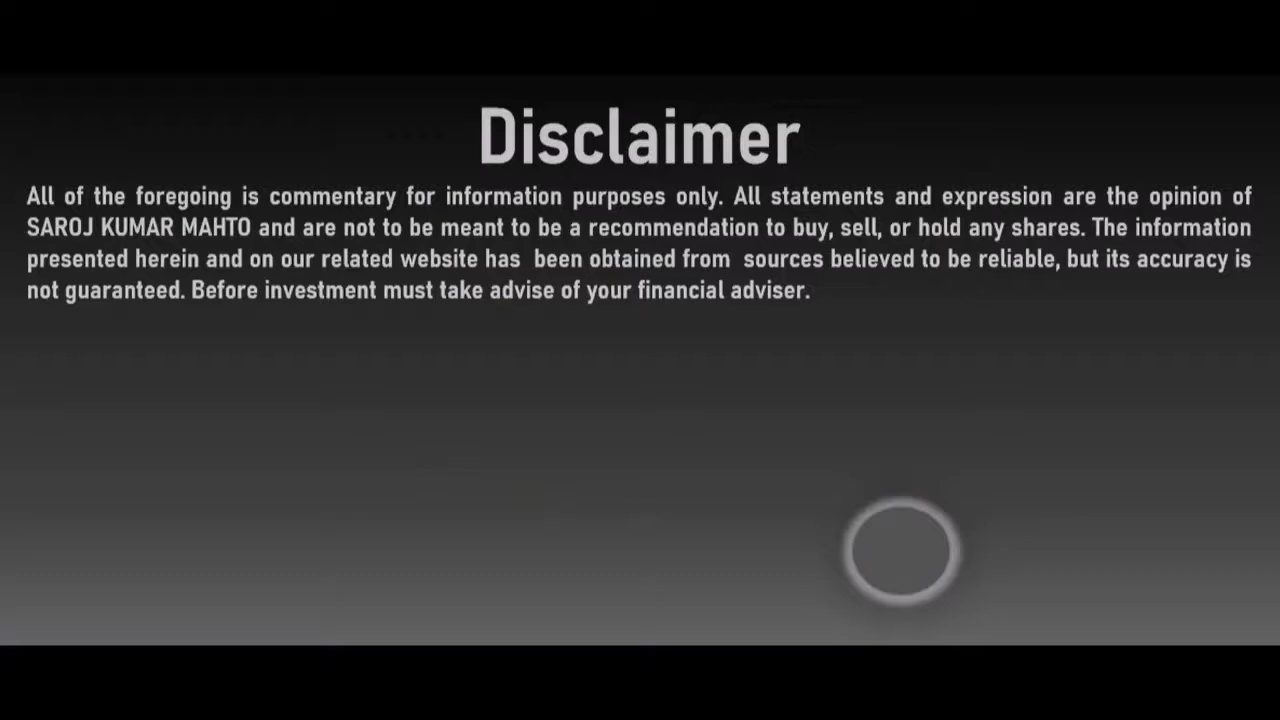 Disclaimer
All of the foregoing is commentary for information purposes only. All statements and expression are the opinion of
SAROJ KUMAR MAHTO and are not to be meant to be a recommendation to buy, sell, or hold any shares. The information
presented herein and on our related website has been obtained from sources believed to be reliable, but its accuracy is
not guaranteed. Before investment must take advise of your financial adviser.